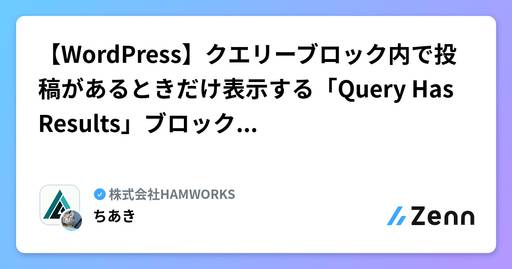 【WordPress】クエリーブロック内で投
稿があるときだけ表示する「Query Has
Results」ブロック...
株式会社HAMWORKS
ちあき
Zenn